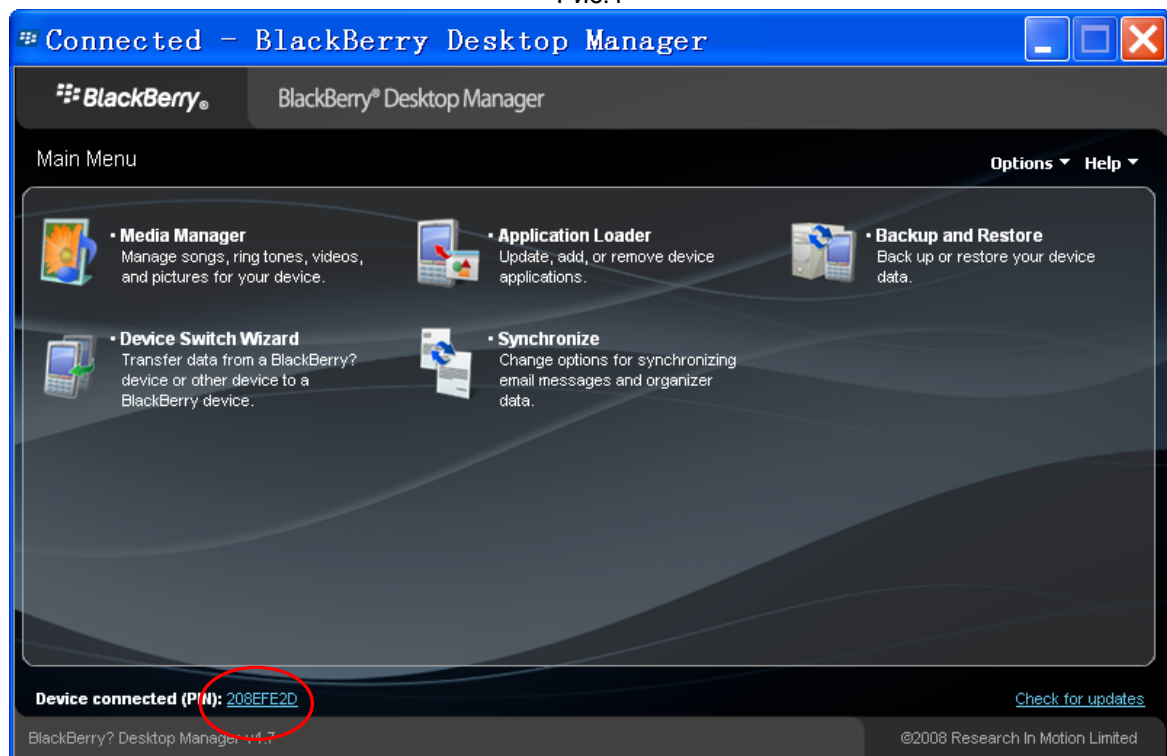 Рис.1
Connected - BlackBerry Desktop Manager
BlackBerry®
BlackBerry® Desktop Manager
Main Menu
Options
Help
· Media Manager
Manage songs, ring tones, videos,
and pictures for your device.
· Application Loader
Update, add, or remove device
applications.
· Backup and Restore
Back up or restore your device
data.
· Device Switch Wizard
Transfer data from a BlackBerry?
device or other device to a
BlackBerry device.
· Synchronize
Change options for synchronizing
email messages and organizer
data.
Device connected (PIN): 208EFE2D
Check for updates
BlackBerry? Desktop Manager v4.7
©2008 Research In Motion Limited